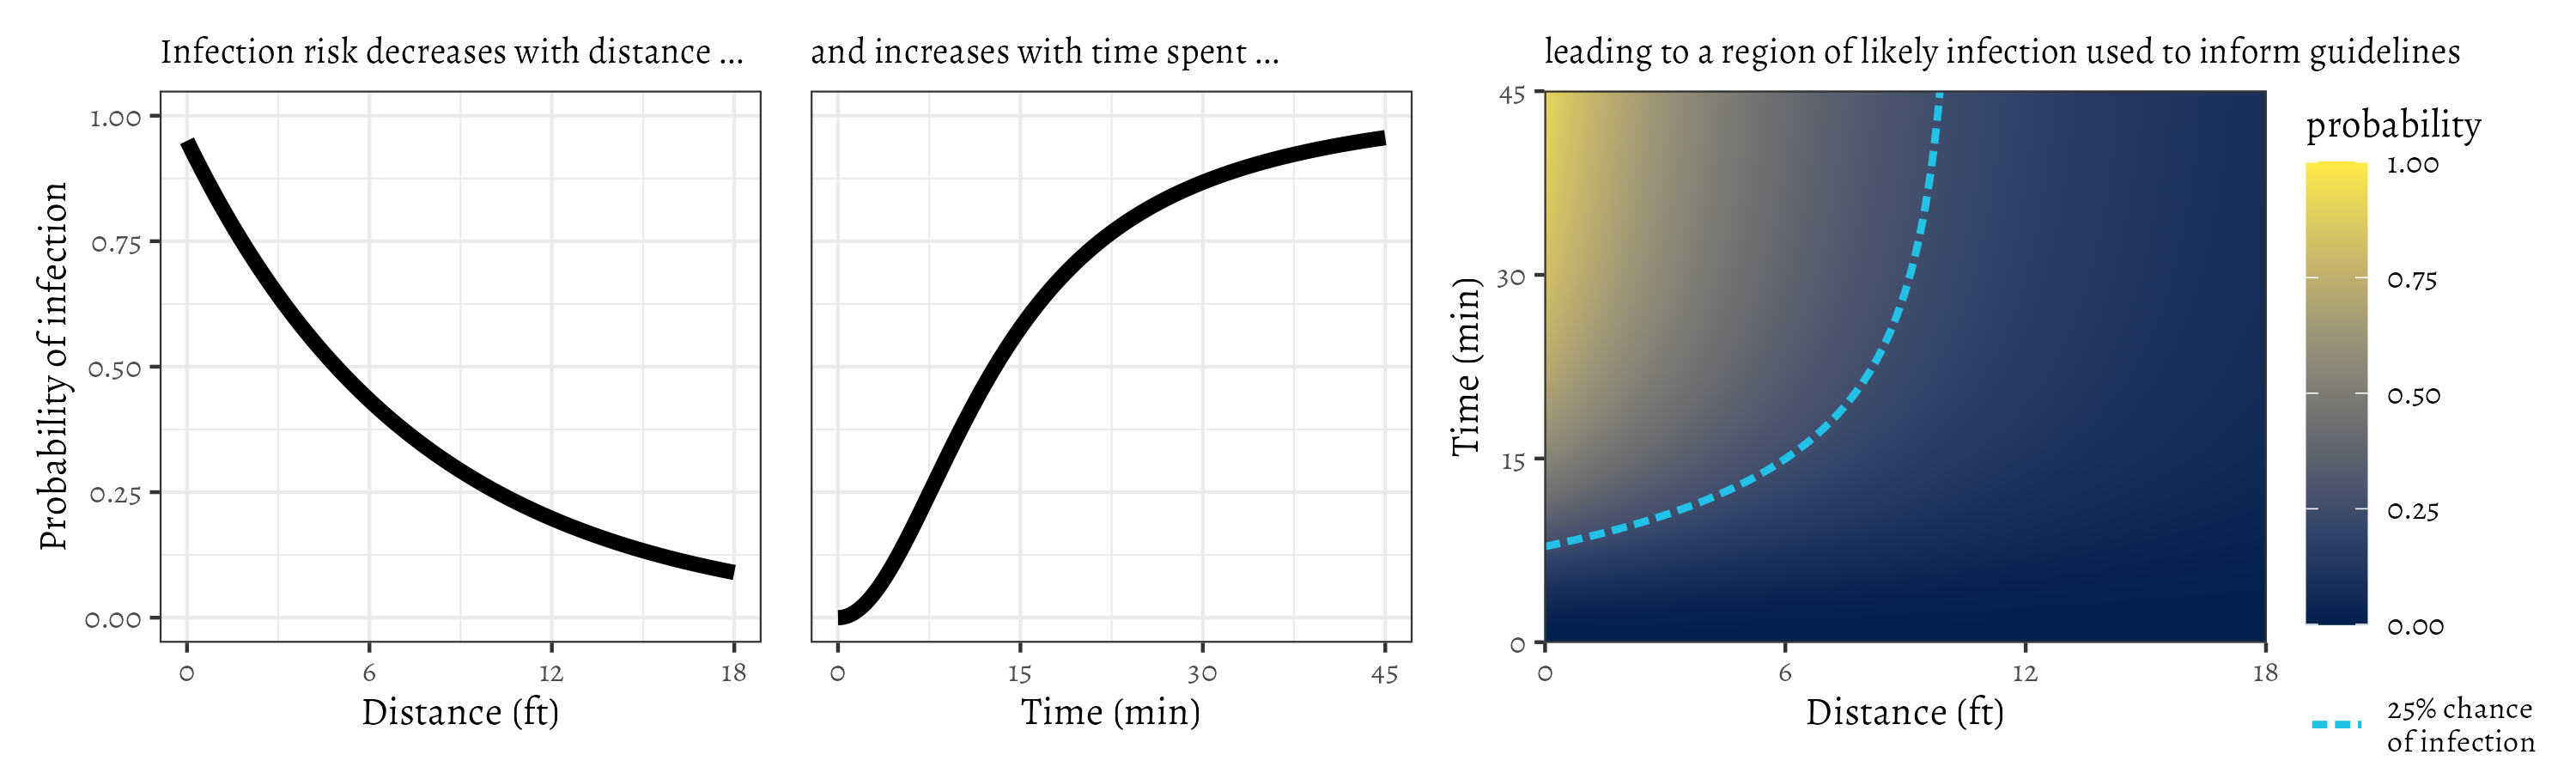 Infection risk decreases with distance ...
Probability of infection
1.00
0.75
0.50
0.25
0.00
0 6 12 18
Distance (ft)
and increases with time spent ...
0 15 30 45
Time (min)
leading to a region of likely infection used to inform guidelines
Time (min)
45
30
15
0
0 6 12 18
Distance (ft)
probability
1.00
0.75
0.50
0.25
0.00
25% chance
of infection